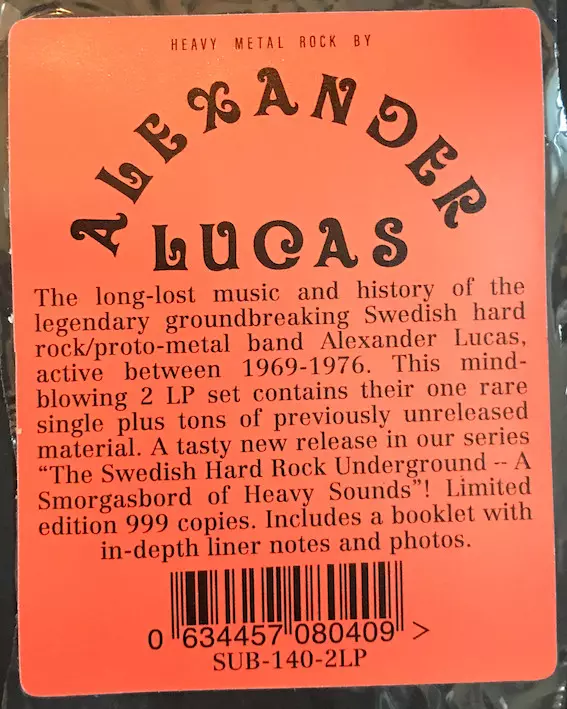 HEAVY METAL ROCK BY
ALEXANDER
LUCAS
The long-lost music and history of the
legendary groundbreaking Swedish hard
rock/proto-metal band Alexander Lucas,
active between 1969-1976. This mind-
blowing 2 LP set contains their one rare
single plus tons of previously unreleased
material. A tasty new release in our series
“The Swedish Hard Rock Underground -- A
Smorgasbord of Heavy Sounds”! Limited
edition 999 copies. Includes a booklet with
in-depth liner notes and photos.
0 634457 080409 >
SUB-140-2LP